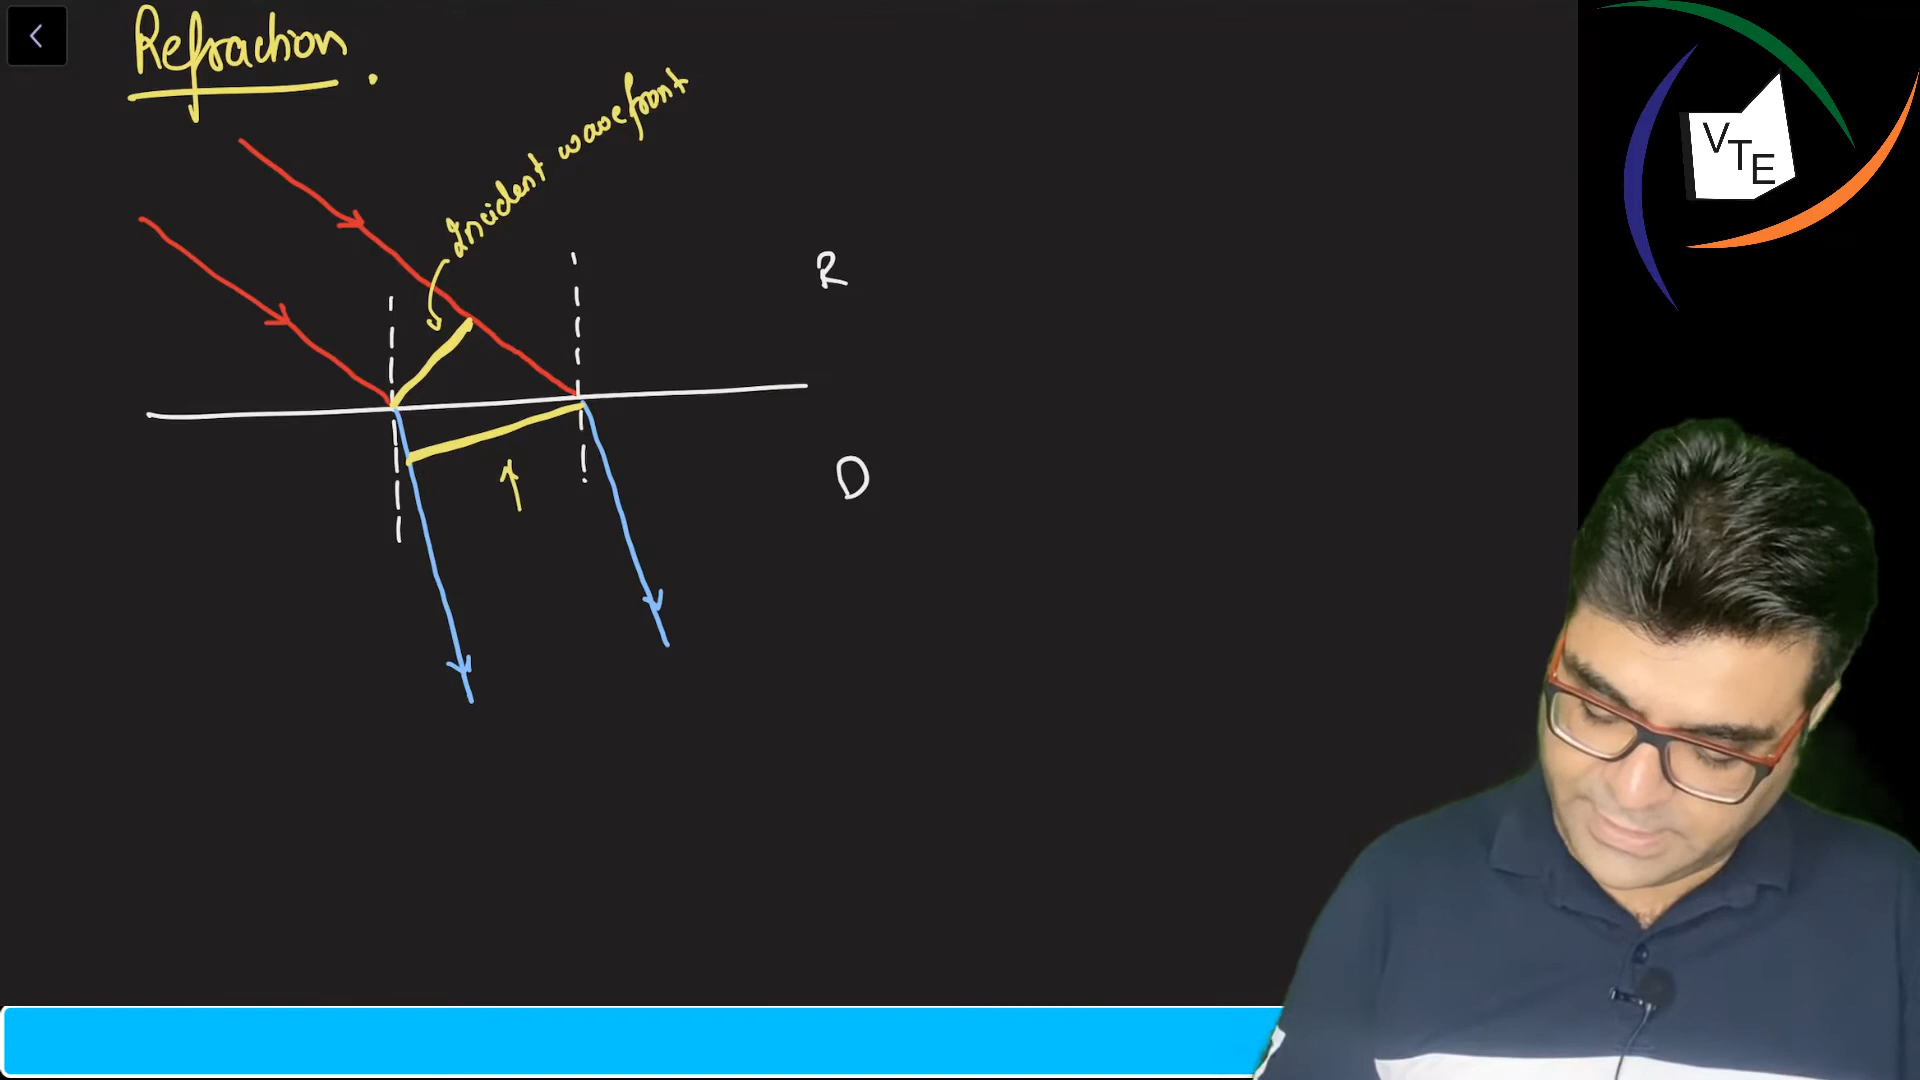 Refraction.
Incident wavefront
R
D
VTE